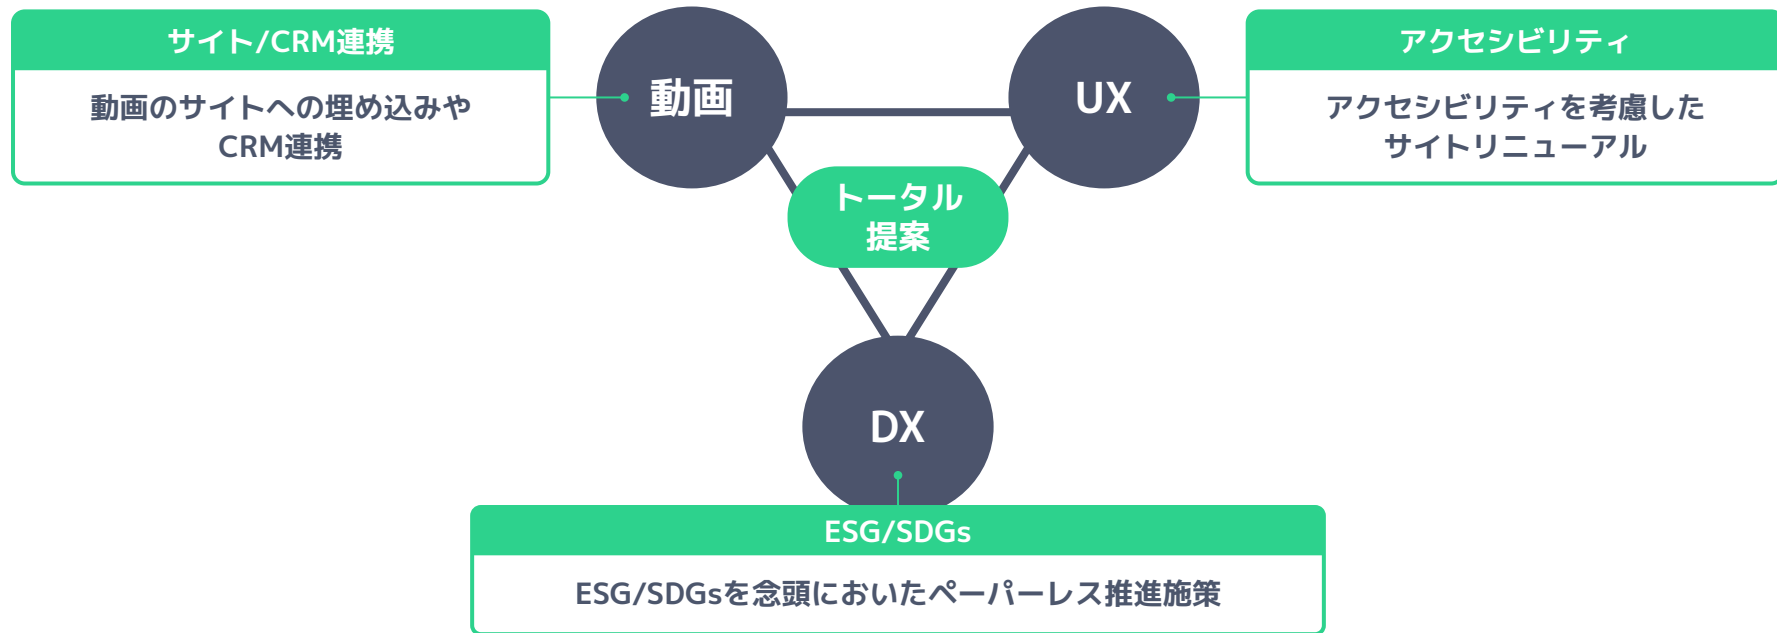 サイト/CRM連携
動画のサイトへの埋め込みや
CRM連携
動画
UX
アクセシビリティ
アクセシビリティを考慮した
サイトリニューアル
トータル
提案
DX
ESG/SDGs
ESG/SDGsを念頭においたペーパーレス推進施策